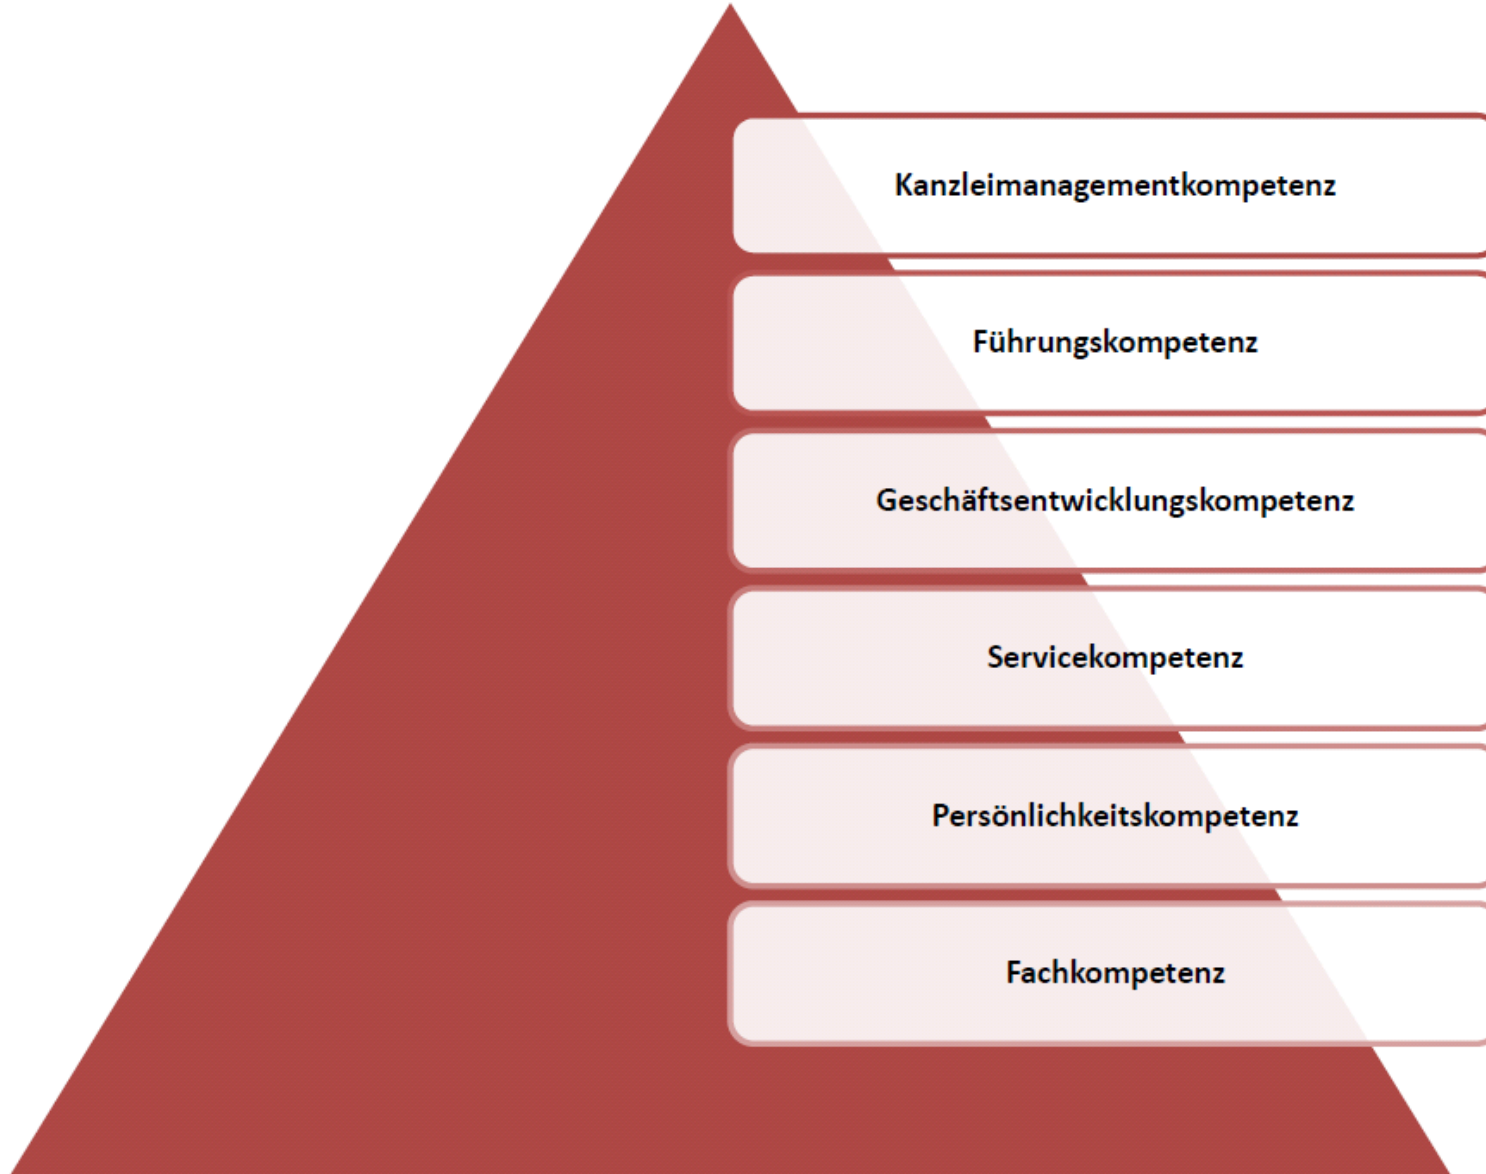 Kanzleimanagementkompetenz
Führungskompetenz
Geschäftsentwicklungskompetenz
Servicekompetenz
Persönlichkeitskompetenz
Fachkompetenz